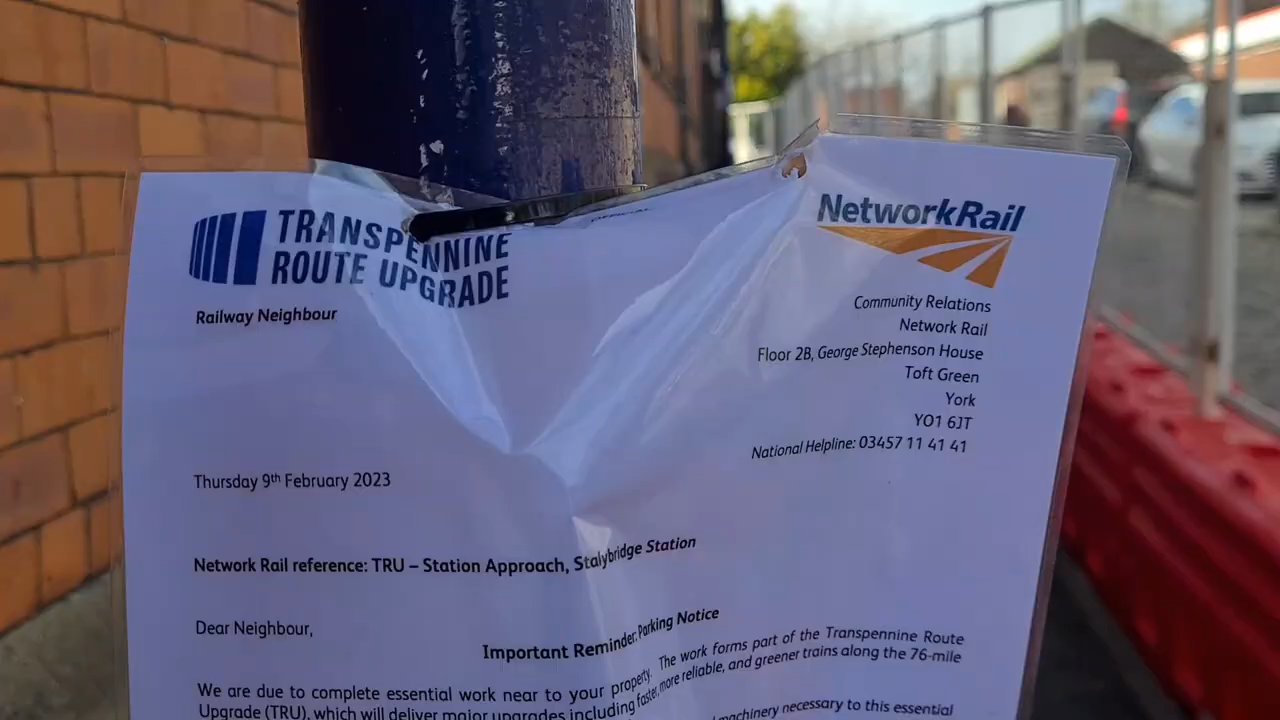 TRANSPENNINE
ROUTE UPGRADE
NetworkRail
Railway Neighbour
Community Relations
Network Rail
Floor 2B, George Stephenson House
Toft Green
York
YO1 6JT
National Helpline: 03457 11 41 41
Thursday 9th February 2023
Network Rail reference: TRU – Station Approach, Stalybridge Station
Dear Neighbour,
Important Reminder: Parking Notice
We are due to complete essential work near to your property. The work forms part of the Transpennine Route
Upgrade (TRU), which will deliver major upgrades including faster, more reliable, and greener trains along the 76-mile
machinery necessary to this essential